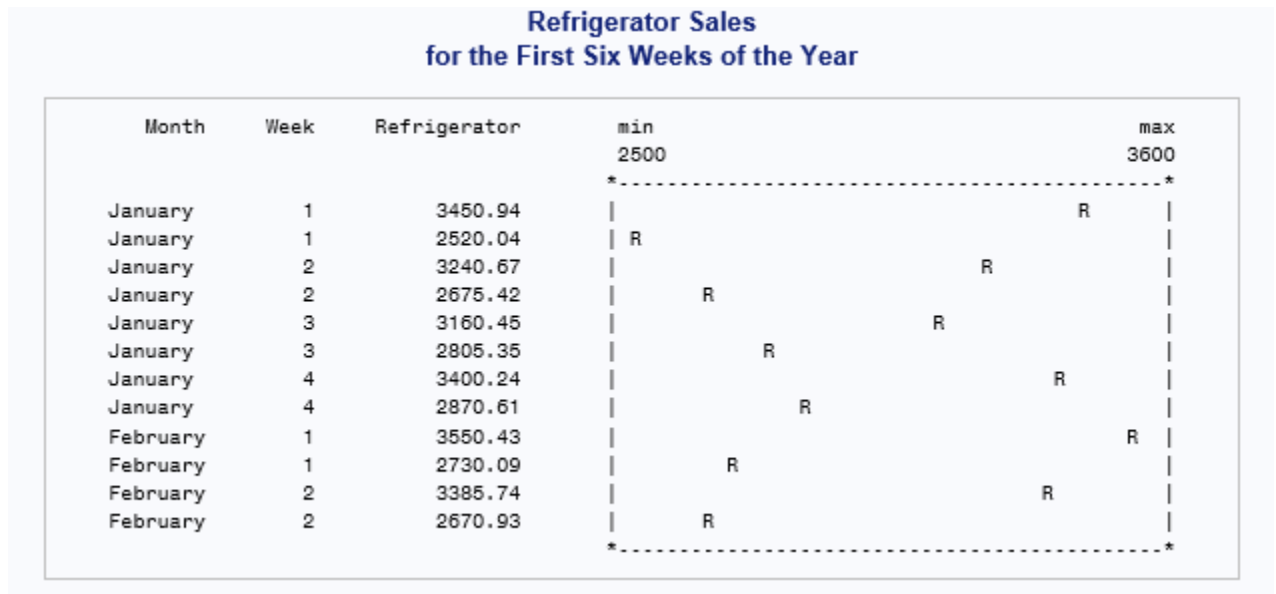 Refrigerator Sales
for the First Six Weeks of the Year
Month Week Refrigerator min max
2500 3600
*---------------------------------------------*
January 1 3450.94 | R |
January 1 2520.04 | R |
January 2 3240.67 | R |
January 2 2675.42 | R |
January 3 3160.45 | R |
January 3 2805.35 | R |
January 4 3400.24 | R |
January 4 2870.61 | R |
February 1 3550.43 | R |
February 1 2730.09 | R |
February 2 3385.74 | R |
February 2 2670.93 | R |
*---------------------------------------------*